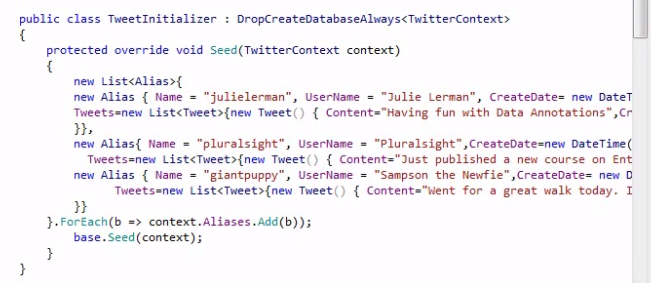 public class TweetInitializer : DropCreateDatabaseAlways<TwitterContext>
{
protected override void Seed(TwitterContext context)
{
new List<Alias>{
new Alias { Name = "julielerman", UserName = "Julie Lerman", CreateDate= new DateT
Tweets=new List<Tweet>{new Tweet() { Content="Having fun with Data Annotations",Cr
}},
new Alias{ Name = "pluralsight", UserName = "Pluralsight",CreateDate=new DateTime(
Tweets=new List<Tweet>{new Tweet() { Content="Just published a new course on Ent
new Alias { Name = "giantpuppy", UserName = "Sampson the Newfie",CreateDate= new D
Tweets=new List<Tweet>{new Tweet() { Content="Went for a great walk today. I
}}
}.ForEach(b => context.Aliases.Add(b));
base.Seed(context);
}
}